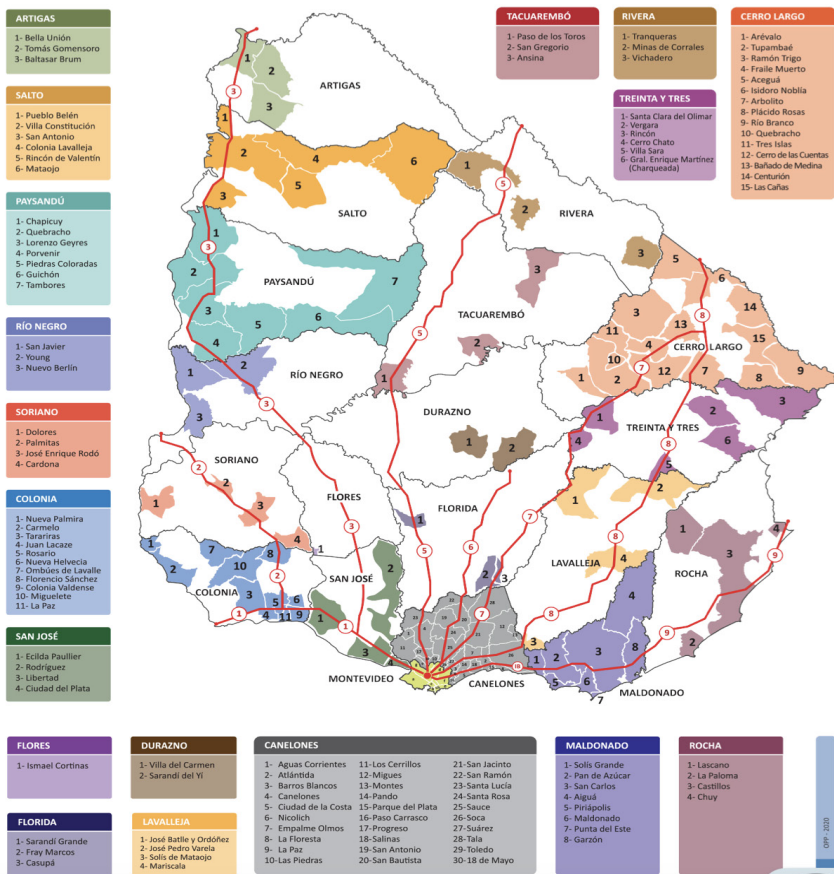 ARTIGAS
1- Bella Unión
2- Tomás Gomensoro
3- Baltasar Brum
SALTO
1- Pueblo Belén
2- Villa Constitución
3- San Antonio
4- Colonia Lavalleja
5- Rincón de Valentín
6- Mataojo
PAYSANDÚ
1- Chapicuy
2- Quebracho
3- Lorenzo Geyres
4- Porvenir
5- Piedras Coloradas
6- Guichón
7- Tambores
RÍO NEGRO
1- San Javier
2- Young
3- Nuevo Berlín
SORIANO
1- Dolores
2- Palmitas
3- José Enrique Rodó
4- Cardona
COLONIA
1- Nueva Palmira
2- Carmelo
3- Tarariras
4- Juan Lacaze
5- Rosario
6- Nueva Helvecia
7- Ombúes de Lavalle
8- Florencio Sánchez
9- Colonia Valdense
10- Miguelete
11- La Paz
SAN JOSÉ
1- Ecilda Paullier
2- Rodríguez
3- Libertad
4- Ciudad del Plata
TACUAREMBÓ
1- Paso de los Toros
2- San Gregorio
3- Ansina
RIVERA
1- Tranqueras
2- Minas de Corrales
3- Vichadero
CERRO LARGO
1- Arévalo
2- Tupambaé
3- Ramón Trigo
4- Fraile Muerto
5- Aceguá
6- Isidoro Noblía
7- Arbolito
8- Plácido Rosas
9- Río Branco
10- Quebracho
11- Tres Islas
12- Cerro de las Cuentas
13- Bañado de Medina
14- Centurión
15- Las Cañas
TREINTA Y TRES
1- Santa Clara del Olimar
2- Vergara
3- Rincón
4- Cerro Chato
5- Villa Sara
6- Gral. Enrique Martínez
(Charqueada)
ARTIGAS
SALTO
RIVERA
PAYSANDÚ
TACUAREMBÓ
CERRO LARGO
RÍO NEGRO
DURAZNO
TREINTA Y TRES
SORIANO
FLORES
FLORIDA
LAVALLEJA
ROCHA
COLONIA
SAN JOSÉ
MONTEVIDEO
CANELONES
MALDONADO
FLORES
1- Ismael Cortinas
FLORIDA
1- Sarandí Grande
2- Fray Marcos
3- Casupá
DURAZNO
1- Villa del Carmen
2- Sarandí del Yí
LAVALLEJA
1- José Batlle y Ordóñez
2- José Pedro Varela
3- Solís de Mataojo
4- Mariscala
CANELONES
1- Aguas Corrientes
2- Atlántida
3- Barros Blancos
4- Canelones
5- Ciudad de la Costa
6- Nicolich
7- Empalme Olmos
8- La Floresta
9- La Paz
10- Las Piedras
11- Los Cerrillos
12- Migues
13- Montes
14- Pando
15- Parque del Plata
16- Paso Carrasco
17- Progreso
18- Salinas
19- San Antonio
20- San Bautista
21- San Jacinto
22- San Ramón
23- Santa Lucía
24- Santa Rosa
25- Sauce
26- Soca
27- Suárez
28- Tala
29- Toledo
30- 18 de Mayo
MALDONADO
1- Solís Grande
2- Pan de Azúcar
3- San Carlos
4- Aiguá
5- Piriápolis
6- Maldonado
7- Punta del Este
8- Garzón
ROCHA
1- Lascano
2- La Paloma
3- Castillos
4- Chuy
OPP - 2020